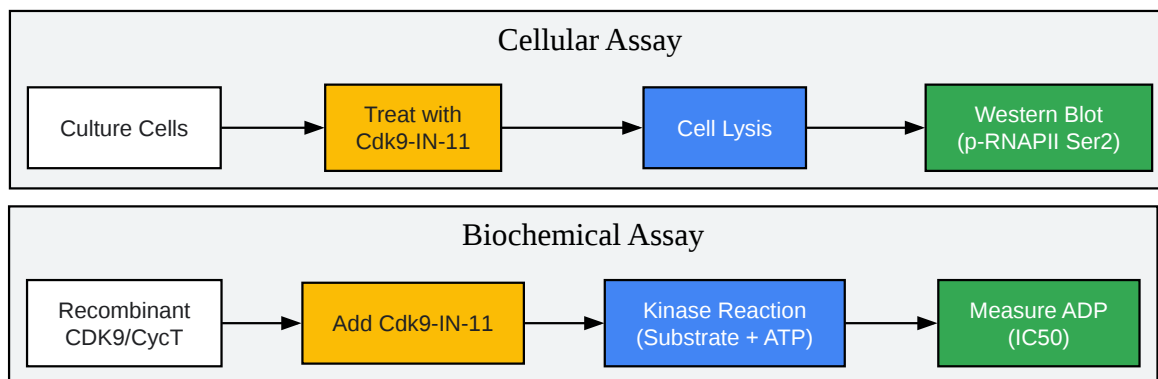 Cellular Assay
Culture Cells
Treat with
Cdk9-IN-11
Cell Lysis
Western Blot
(p-RNAPII Ser2)
Biochemical Assay
Recombinant
CDK9/CycT
Add Cdk9-IN-11
Kinase Reaction
(Substrate + ATP)
Measure ADP
(IC50)